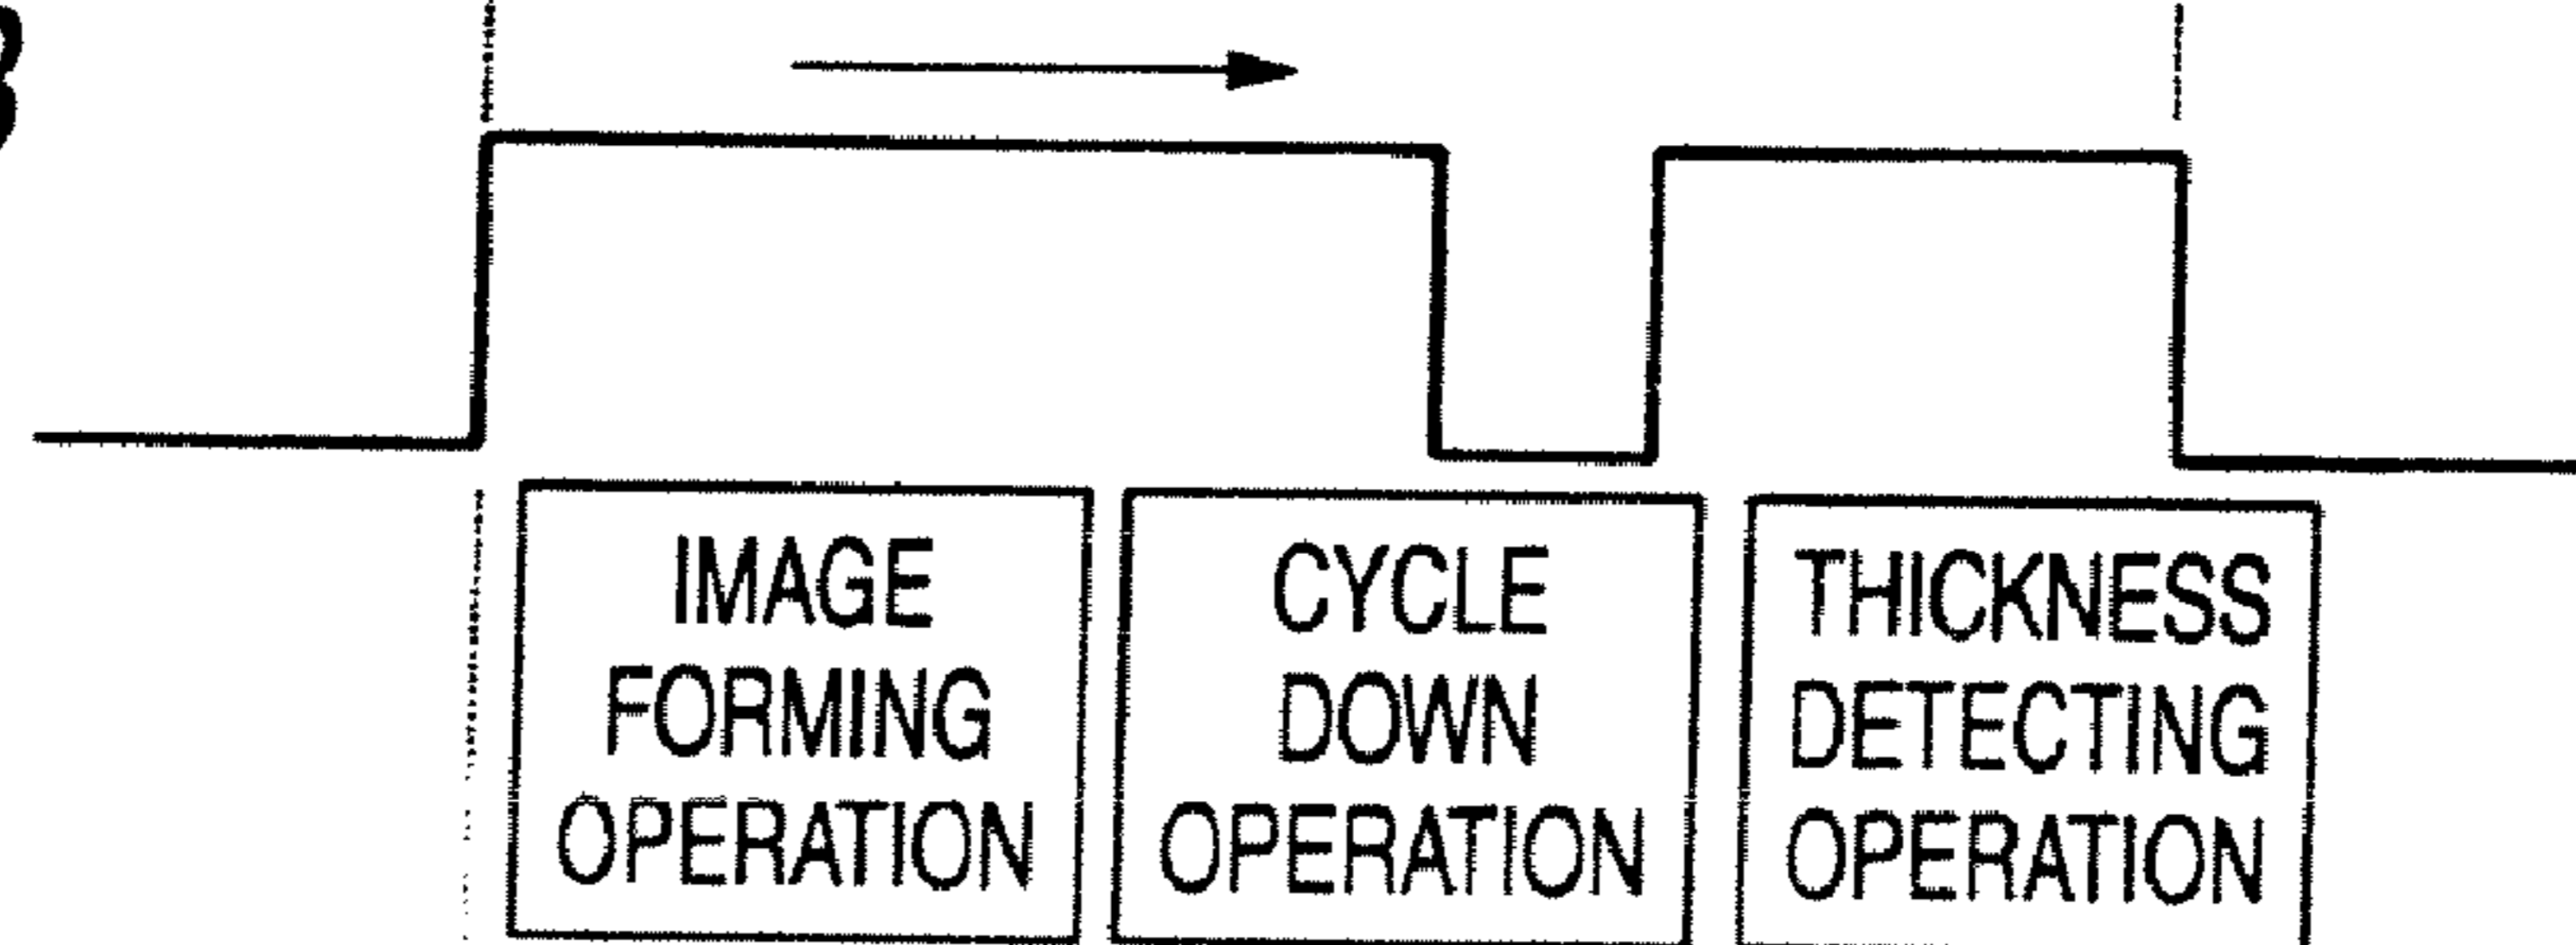 IMAGE
FORMING
OPERATION
CYCLE
DOWN
OPERATION
THICKNESS
DETECTING
OPERATION